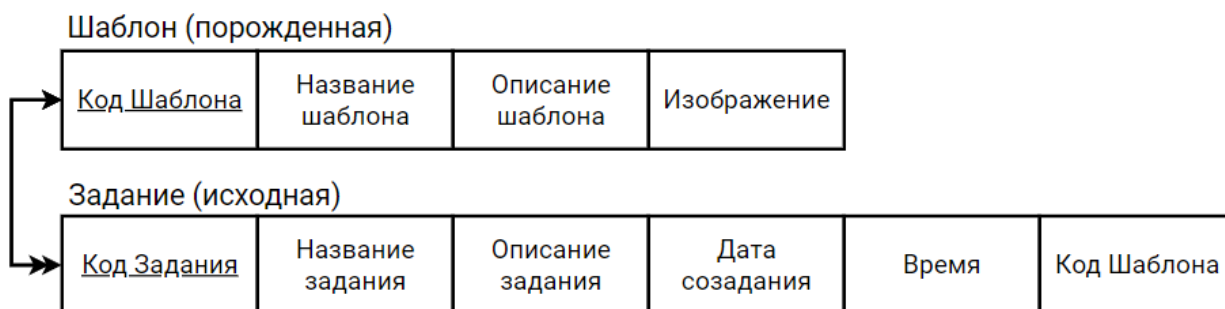 Шаблон (порожденная)
Код Шаблона
Название
шаблона
Описание
шаблона
Изображение
Задание (исходная)
Код Задания
Название
задания
Описание
задания
Дата
созадания
Время
Код Шаблона